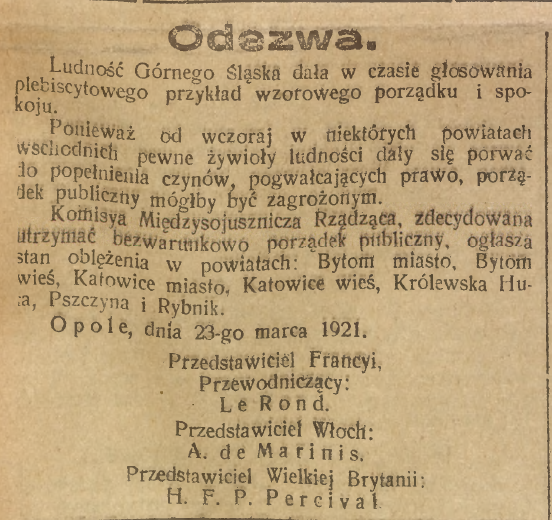 Odezwa.
Ludność Górnego Śląska dała w czasie głosowania
plebiscytowego przykład wzorowego porządku i spo-
koju.
Ponieważ od wczoraj w niektórych powiatach
wschodnich pewne żywioły ludności dały się porwać
do popełnienia czynów, pogwałcających prawo, porzą-
dek publiczny mógłby być zagrożonym.
Komisya Międzysojusznicza Rządząca, zdecydowana
utrzymać bezwarunkowo porządek publiczny, ogłasza
stan oblężenia w powiatach: Bytom miasto, Bytom
wieś, Katowice miasto, Katowice wieś, Królewska Hu-
ta, Pszczyna i Rybnik.
Opole, dnia 23-go marca 1921.
Przedstawiciel Francyi,
Przewodniczący:
Le Rond.
Przedstawiciel Włoch:
A. de Marinis.
Przedstawiciel Wielkiej Brytanii:
H. F. P. Percival